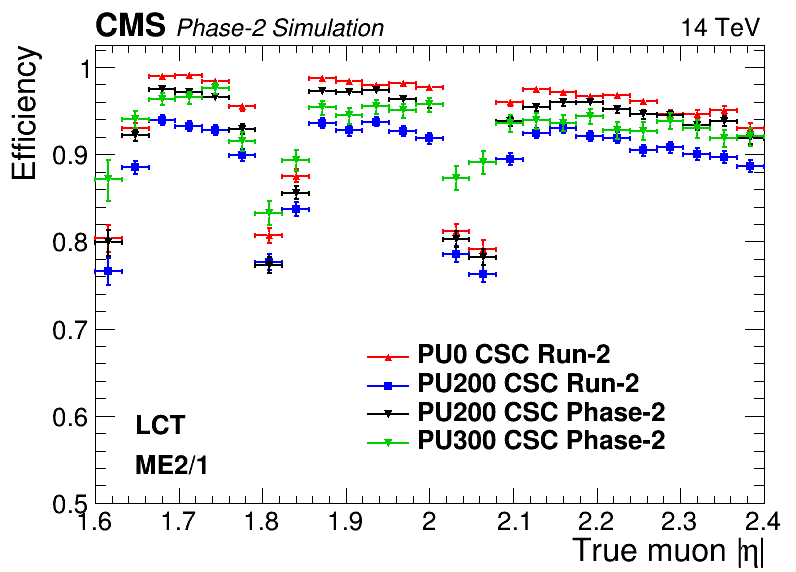 CMS Phase-2 Simulation 14 TeV
Efficiency
1
0.9
0.8
0.7
0.6
0.5
PU0 CSC Run-2
PU200 CSC Run-2
PU200 CSC Phase-2
PU300 CSC Phase-2
LCT
ME2/1
1.6 1.7 1.8 1.9 2 2.1 2.2 2.3 2.4
True muon |η|